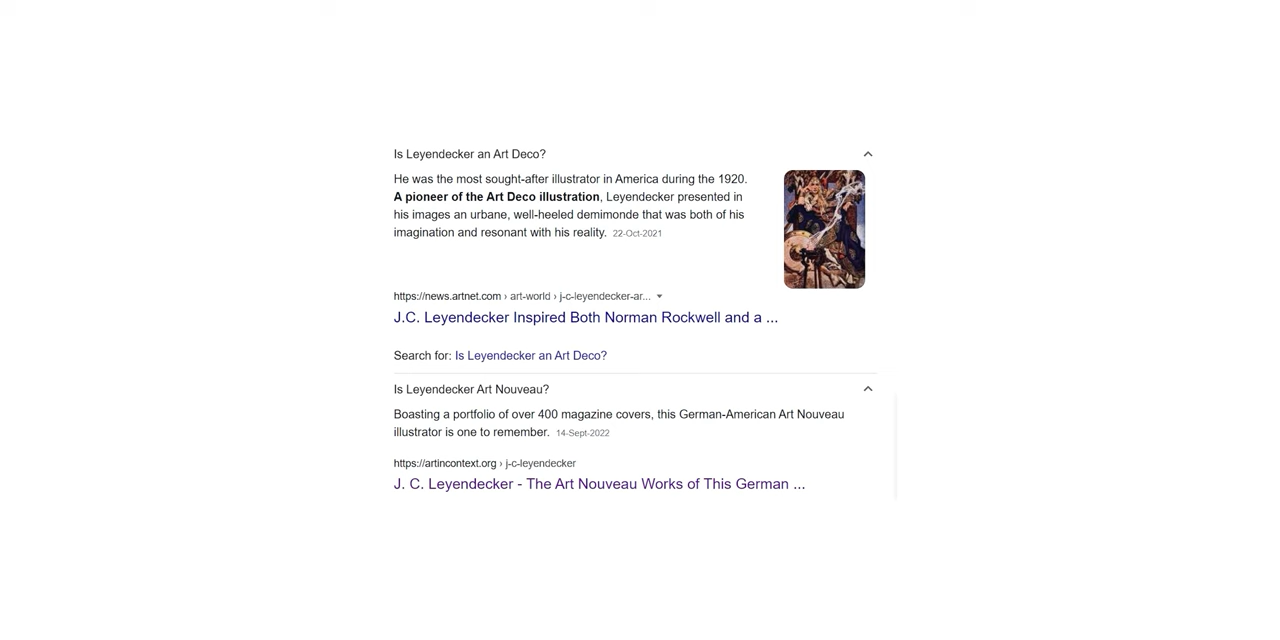 Is Leyendecker an Art Deco?
He was the most sought-after illustrator in America during the 1920.
A pioneer of the Art Deco illustration, Leyendecker presented in
his images an urbane, well-heeled demimonde that was both of his
imagination and resonant with his reality. 22-Oct-2021
https://news.artnet.com › art-world › j-c-leyendecker-ar...
J.C. Leyendecker Inspired Both Norman Rockwell and a ...
Search for: Is Leyendecker an Art Deco?
Is Leyendecker Art Nouveau?
Boasting a portfolio of over 400 magazine covers, this German-American Art Nouveau
illustrator is one to remember. 14-Sept-2022
https://artincontext.org › j-c-leyendecker
J. C. Leyendecker - The Art Nouveau Works of This German ...